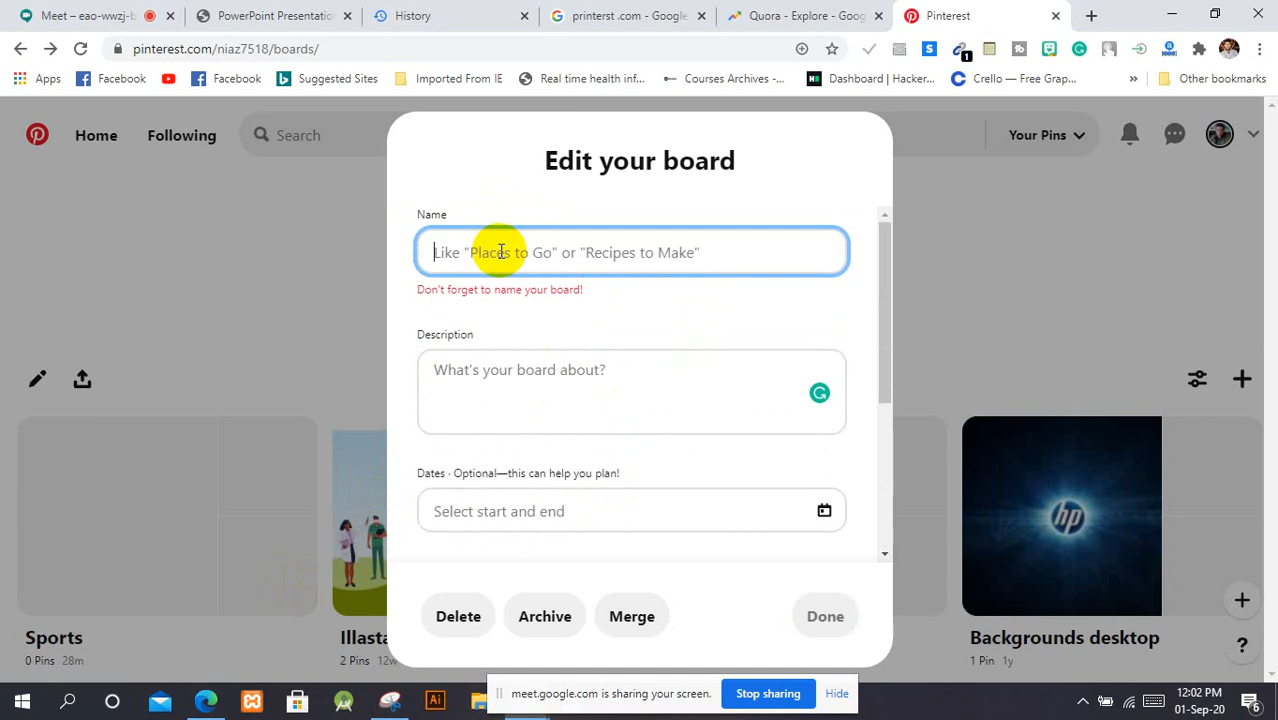 Meet – eao-wwzj-b
PowerPoint Presentatio
History
printerst .com - Google
Quora - Explore - Goog
Pinterest
pinterest.com/niaz7518/boards/
1
Apps
Facebook
Facebook
Suggested Sites
Imported From IE
Real time health inf...
Courses Archives -...
Dashboard | Hacker...
Crello — Free Grap...
»
Other bookmarks
Home
Following
Search
Your Pins
Edit your board
Name
Like "Places to Go" or "Recipes to Make"
Don't forget to name your board!
Description
What's your board about?
Dates · Optional—this can help you plan!
Select start and end
hp
Delete
Archive
Merge
Done
Sports
0 Pins · 28m
Illasta
2 Pins · 12w
Backgrounds desktop
1 Pin · 1y
?
meet.google.com is sharing your screen.
Stop sharing
Hide
Ai
12:02 PM
01-Sep-20
6